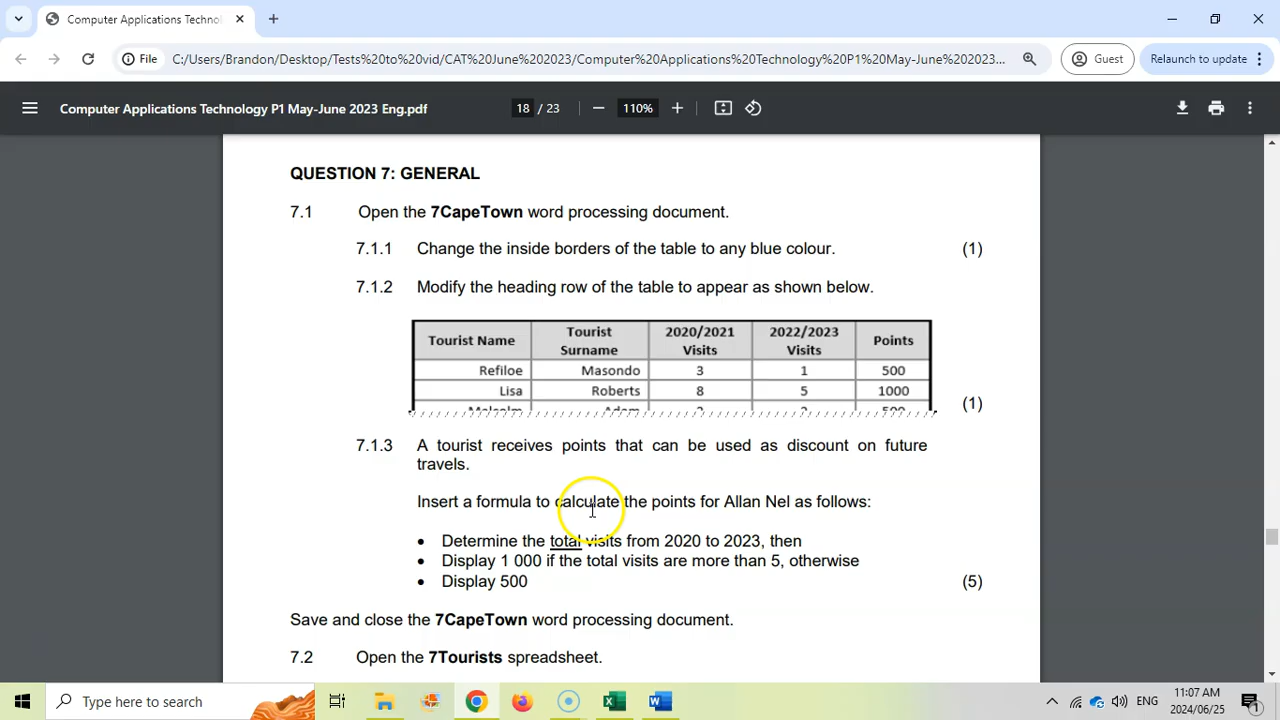 Computer Applications Techno
File
C:/Users/Brandon/Desktop/Tests%20to%20vid/CAT%20June%202023/Computer%20Applications%20Technology%20P1%20May-June%202023...
Guest
Relaunch to update
Computer Applications Technology P1 May-June 2023 Eng.pdf
18 / 23
110%
QUESTION 7: GENERAL
7.1 Open the 7CapeTown word processing document.
7.1.1 Change the inside borders of the table to any blue colour. (1)
7.1.2 Modify the heading row of the table to appear as shown below.
Tourist Name Tourist Surname 2020/2021 Visits 2022/2023 Visits Points
Refiloe Masondo 3 1 500
Lisa Roberts 8 5 1000
Malcolm Adam 2 2 500
(1)
7.1.3 A tourist receives points that can be used as discount on future
travels.
Insert a formula to calculate the points for Allan Nel as follows:
• Determine the total visits from 2020 to 2023, then
• Display 1 000 if the total visits are more than 5, otherwise
• Display 500 (5)
Save and close the 7CapeTown word processing document.
7.2 Open the 7Tourists spreadsheet.
Type here to search
ENG
11:07 AM
2024/06/25